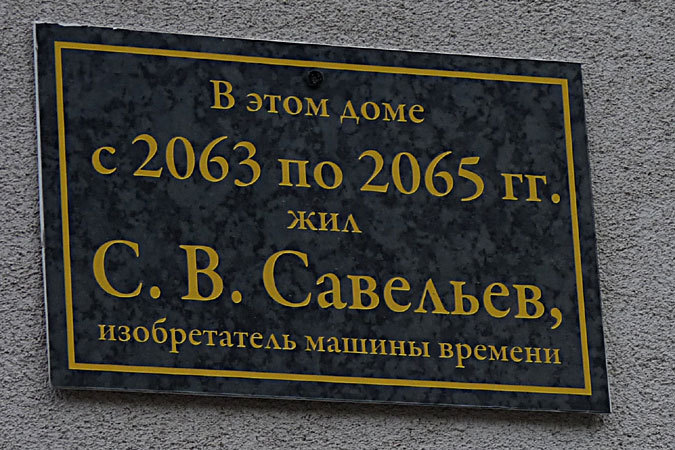 В этом доме
с 2063 по 2065 гг.
жил
С. В. Савельев,
изобретатель машины времени